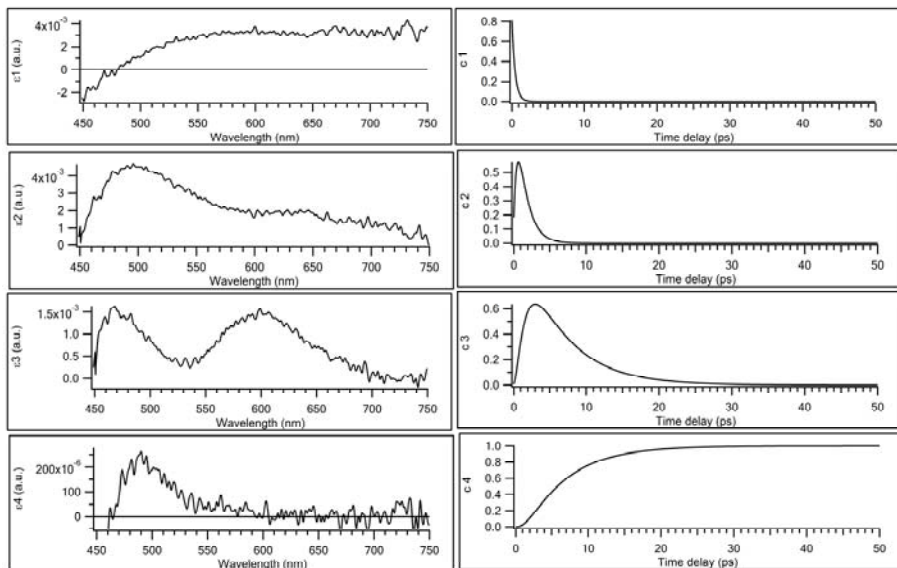 ε1 (a.u.)
4x10⁻³
2
0
-2
450 500 550 600 650 700 750
Wavelength (nm)
c 1
0.8
0.6
0.4
0.2
0.0
0 10 20 30 40 50
Time delay (ps)
ε2 (a.u.)
4x10⁻³
3
2
1
0
450 500 550 600 650 700 750
Wavelength (nm)
c 2
0.5
0.4
0.3
0.2
0.1
0.0
0 10 20 30 40 50
Time delay (ps)
ε3 (a.u.)
1.5x10⁻³
1.0
0.5
0.0
450 500 550 600 650 700 750
Wavelength (nm)
c 3
0.6
0.4
0.2
0.0
0 10 20 30 40 50
Time delay (ps)
ε4 (a.u.)
200x10⁻⁶
100
0
450 500 550 600 650 700 750
Wavelength (nm)
c 4
1.0
0.8
0.6
0.4
0.2
0.0
0 10 20 30 40 50
Time delay (ps)